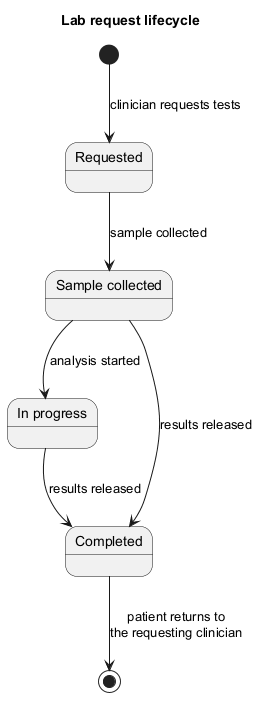 Lab request lifecycle
clinician requests tests
Requested
sample collected
Sample collected
analysis started
In progress
results released
results released
Completed
patient returns to
the requesting clinician